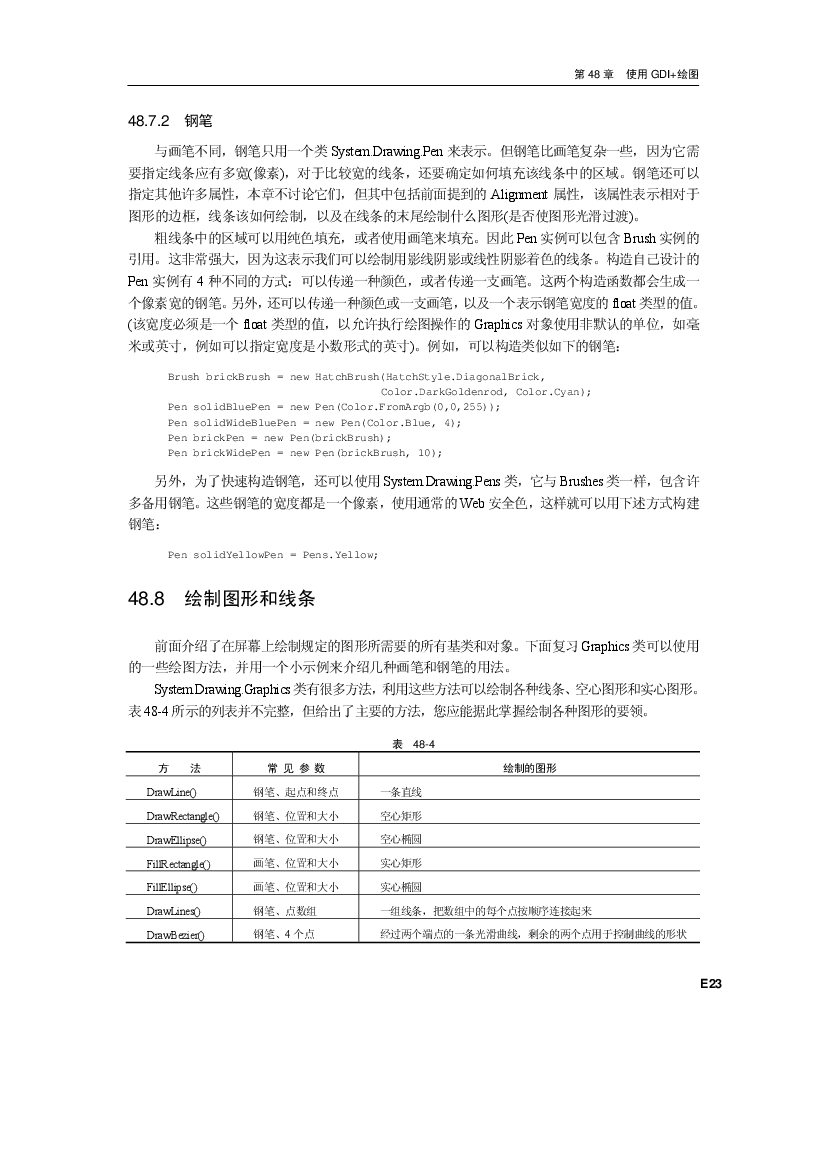 第 48 章 使用 GDI+绘图
48.7.2 钢笔
与画笔不同，钢笔只用一个类 System.Drawing.Pen 来表示。但钢笔比画笔复杂一些，因为它需
要指定线条应有多宽(像素)，对于比较宽的线条，还要确定如何填充该线条中的区域。钢笔还可以
指定其他许多属性，本章不讨论它们，但其中包括前面提到的 Alignment 属性，该属性表示相对于
图形的边框，线条该如何绘制，以及在线条的末尾绘制什么图形(是否使图形光滑过渡)。
粗线条中的区域可以用纯色填充，或者使用画笔来填充。因此 Pen 实例可以包含 Brush 实例的
引用。这非常强大，因为这表示我们可以绘制用影线阴影或线性阴影着色的线条。构造自己设计的
Pen 实例有 4 种不同的方式：可以传递一种颜色，或者传递一支画笔。这两个构造函数都会生成一
个像素宽的钢笔。另外，还可以传递一种颜色或一支画笔，以及一个表示钢笔宽度的 float 类型的值。
(该宽度必须是一个 float 类型的值，以允许执行绘图操作的 Graphics 对象使用非默认的单位，如毫
米或英寸，例如可以指定宽度是小数形式的英寸)。例如，可以构造类似如下的钢笔：
Brush brickBrush = new HatchBrush(HatchStyle.DiagonalBrick,
Color.DarkGoldenrod, Color.Cyan);
Pen solidBluePen = new Pen(Color.FromArgb(0,0,255));
Pen solidWideBluePen = new Pen(Color.Blue, 4);
Pen brickPen = new Pen(brickBrush);
Pen brickWidePen = new Pen(brickBrush, 10);
另外，为了快速构造钢笔，还可以使用 System.Drawing.Pens 类，它与 Brushes 类一样，包含许
多备用钢笔。这些钢笔的宽度都是一个像素，使用通常的 Web 安全色，这样就可以用下述方式构建
钢笔：
Pen solidYellowPen = Pens.Yellow;
48.8 绘制图形和线条
前面介绍了在屏幕上绘制规定的图形所需要的所有基类和对象。下面复习 Graphics 类可以使用
的一些绘图方法，并用一个小示例来介绍几种画笔和钢笔的用法。
System.Drawing.Graphics 类有很多方法，利用这些方法可以绘制各种线条、空心图形和实心图形。
表 48-4 所示的列表并不完整，但给出了主要的方法，您应能据此掌握绘制各种图形的要领。
表 48-4
方 法 常 见 参 数 绘制的图形
DrawLine() 钢笔、起点和终点 一条直线
DrawRectangle() 钢笔、位置和大小 空心矩形
DrawEllipse() 钢笔、位置和大小 空心椭圆
FillRectangle() 画笔、位置和大小 实心矩形
FillEllipse() 画笔、位置和大小 实心椭圆
DrawLines() 钢笔、点数组 一组线条，把数组中的每个点按顺序连接起来
DrawBezier() 钢笔、4 个点 经过两个端点的一条光滑曲线，剩余的两个点用于控制曲线的形状
E23